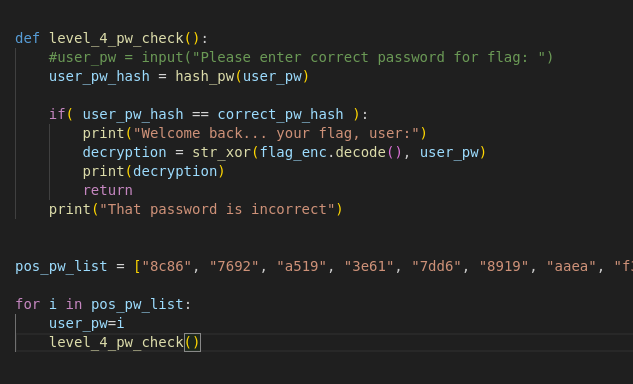 def level_4_pw_check():
    #user_pw = input("Please enter correct password for flag: ")
    user_pw_hash = hash_pw(user_pw)
    if( user_pw_hash == correct_pw_hash ):
        print("Welcome back... your flag, user:")
        decryption = str_xor(flag_enc.decode(), user_pw)
        print(decryption)
        return
    print("That password is incorrect")
pos_pw_list = ["8c86", "7692", "a519", "3e61", "7dd6", "8919", "aaea",
for i in pos_pw_list:
    user_pw=i
    level_4_pw_check()